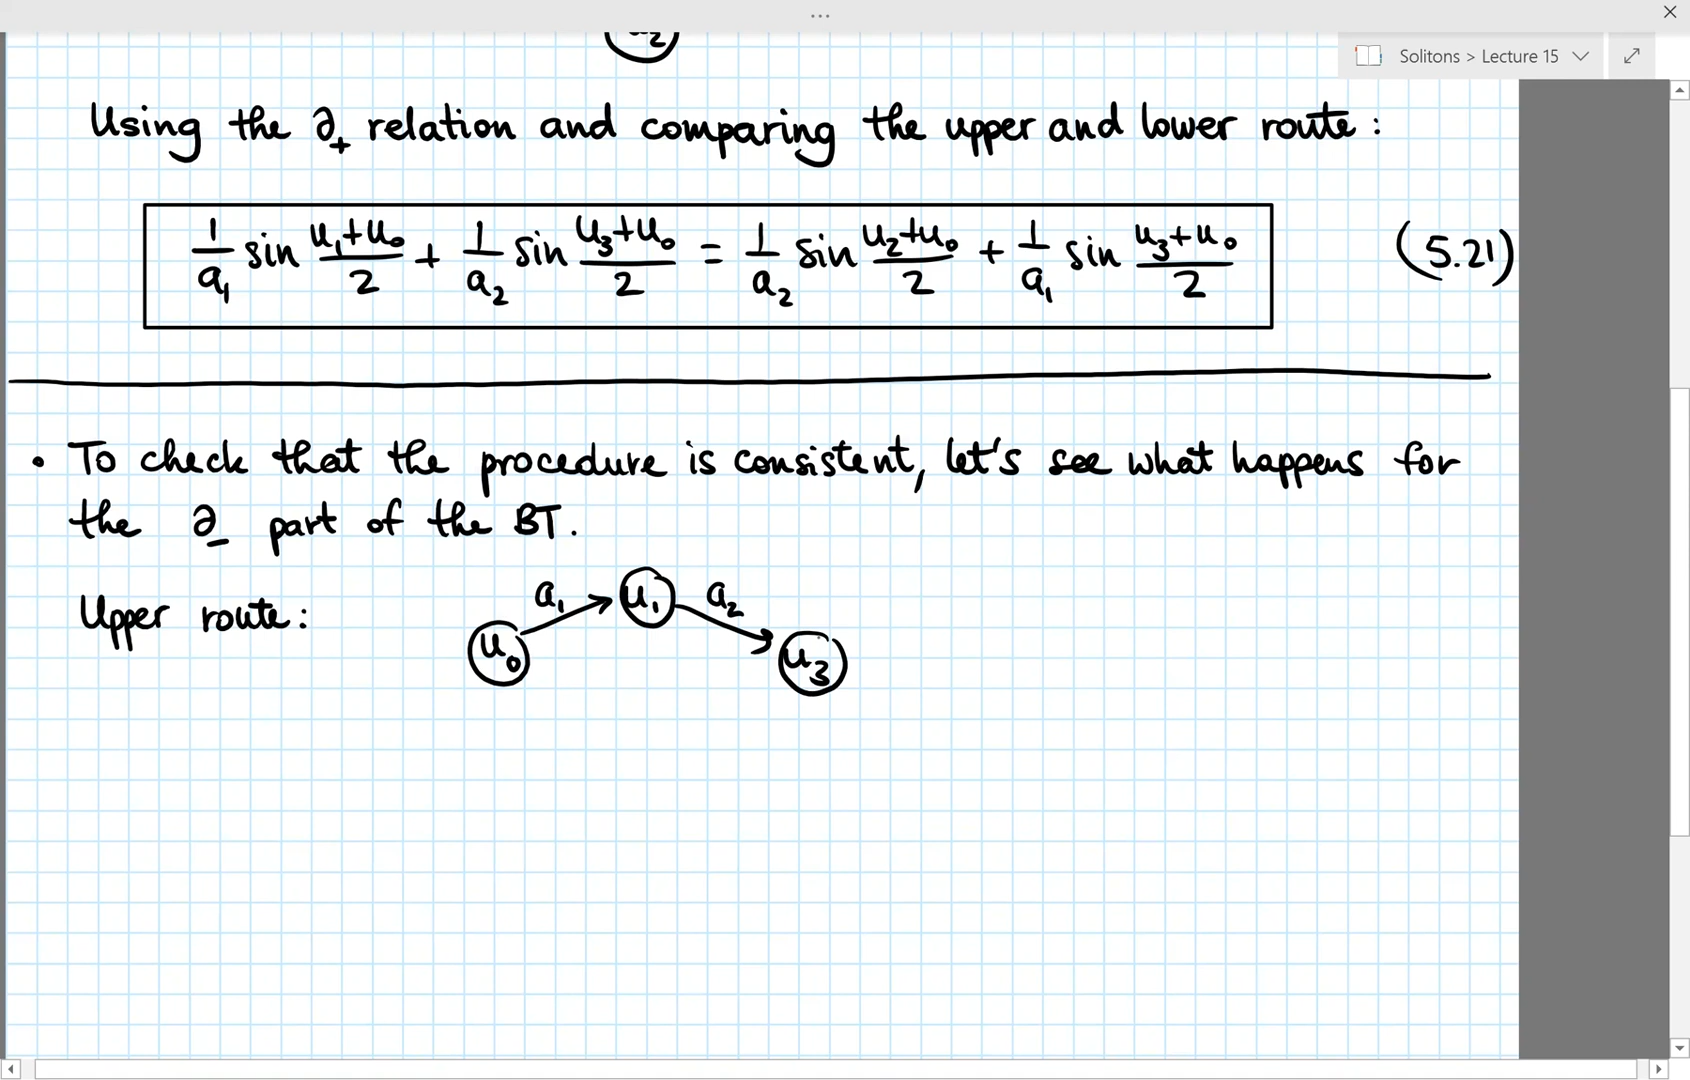 ...
u₂
Solitons > Lecture 15
Using the ∂₊ relation and comparing the upper and lower route :
1/a₁ sin (u₁+u₀)/2 + 1/a₂ sin (u₃+u₀)/2 = 1/a₂ sin (u₂+u₀)/2 + 1/a₁ sin (u₃+u₀)/2 (5.21)
• To check that the procedure is consistent, let's see what happens for
the ∂₋ part of the BT.
Upper route : u₀ a₁ u₁ a₂ u₃